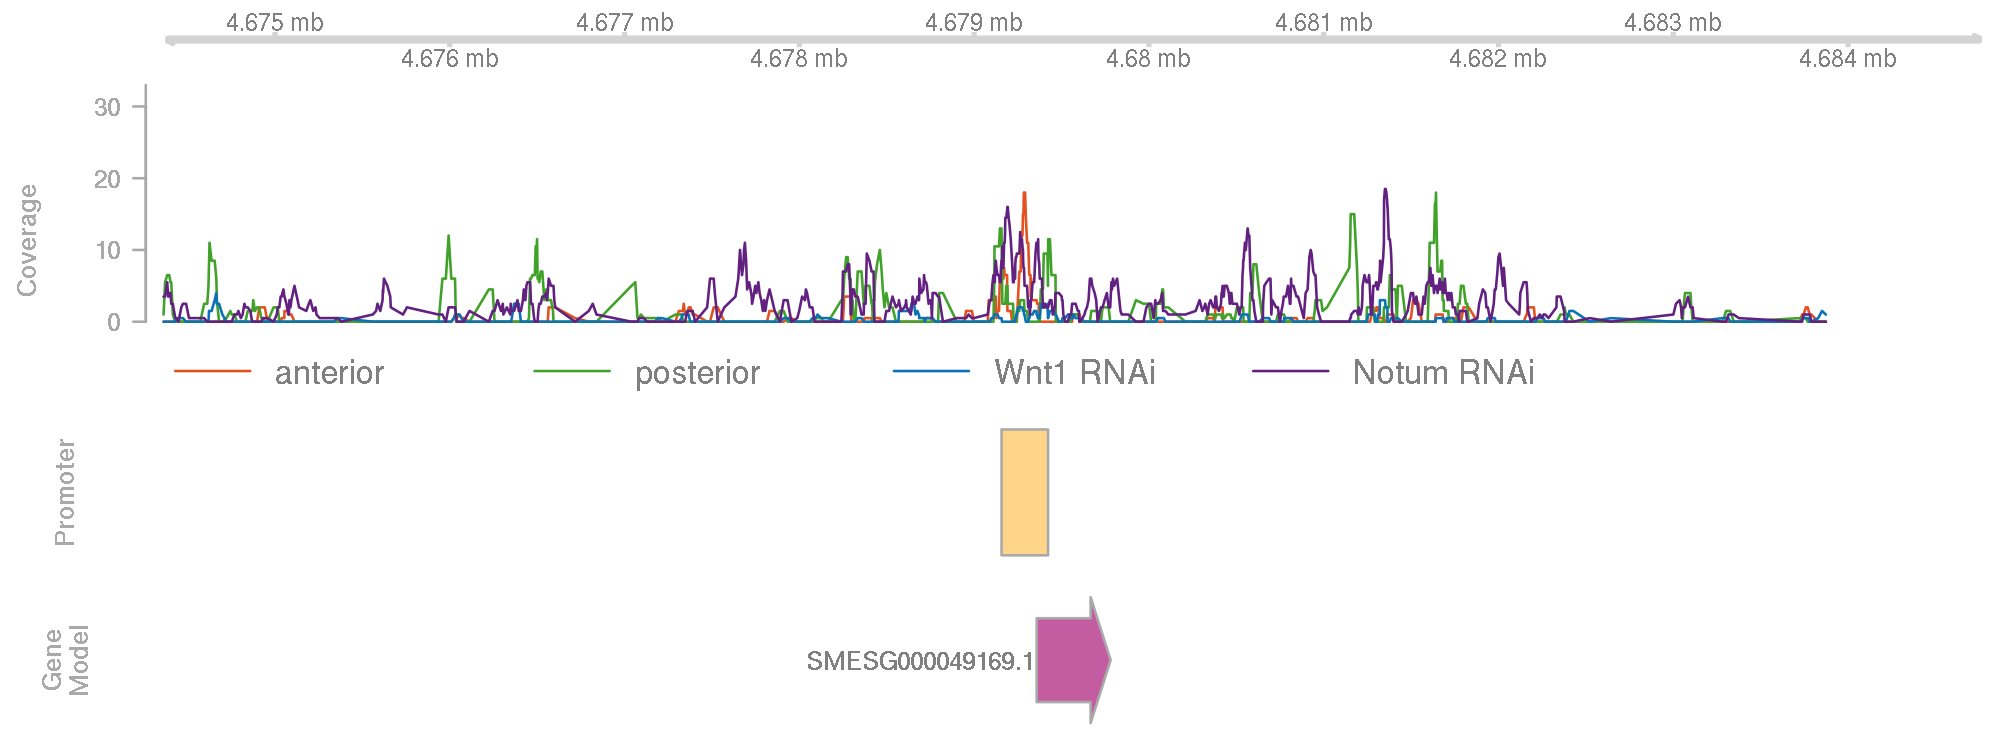 4.675 mb 4.677 mb 4.679 mb 4.681 mb 4.683 mb
4.676 mb 4.678 mb 4.68 mb 4.682 mb 4.684 mb
30
20
10
0
Coverage
anterior posterior Wnt1 RNAi Notum RNAi
Promoter
Gene
Model
SMESG000049169.1